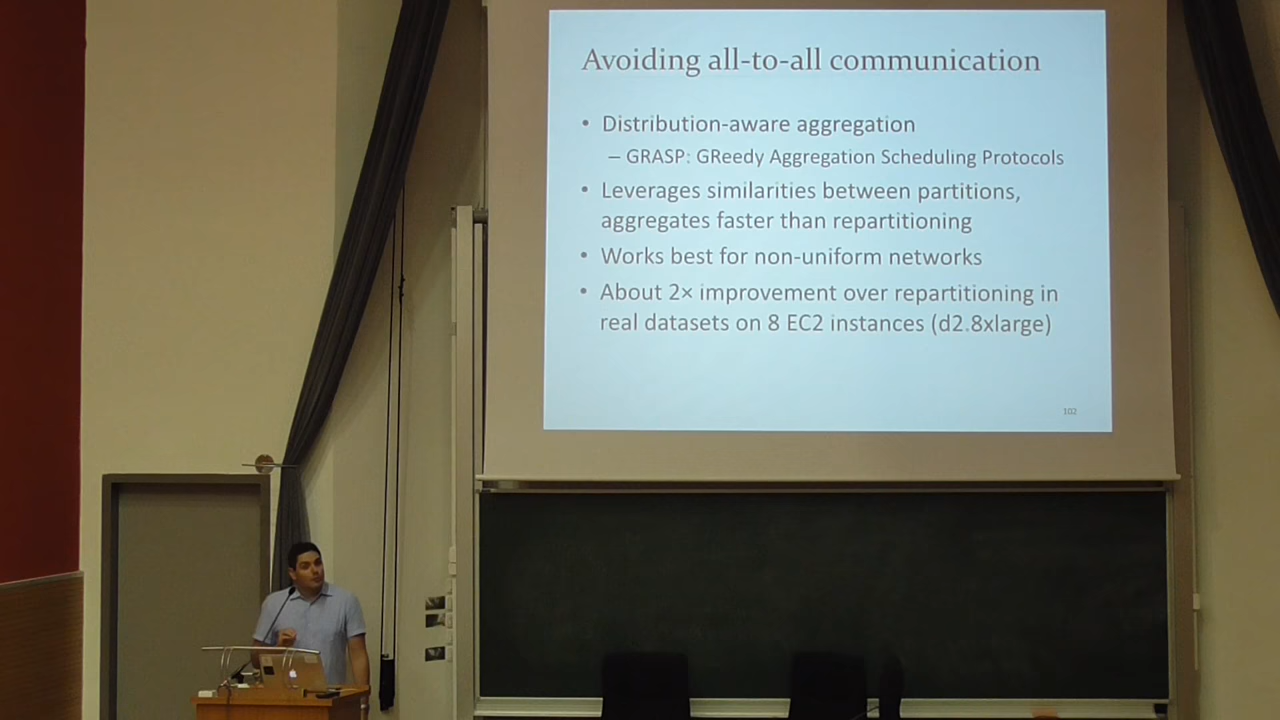 Avoiding all-to-all communication
• Distribution-aware aggregation
– GRASP: GReedy Aggregation Scheduling Protocols
• Leverages similarities between partitions,
aggregates faster than repartitioning
• Works best for non-uniform networks
• About 2× improvement over repartitioning in
real datasets on 8 EC2 instances (d2.8xlarge)
102